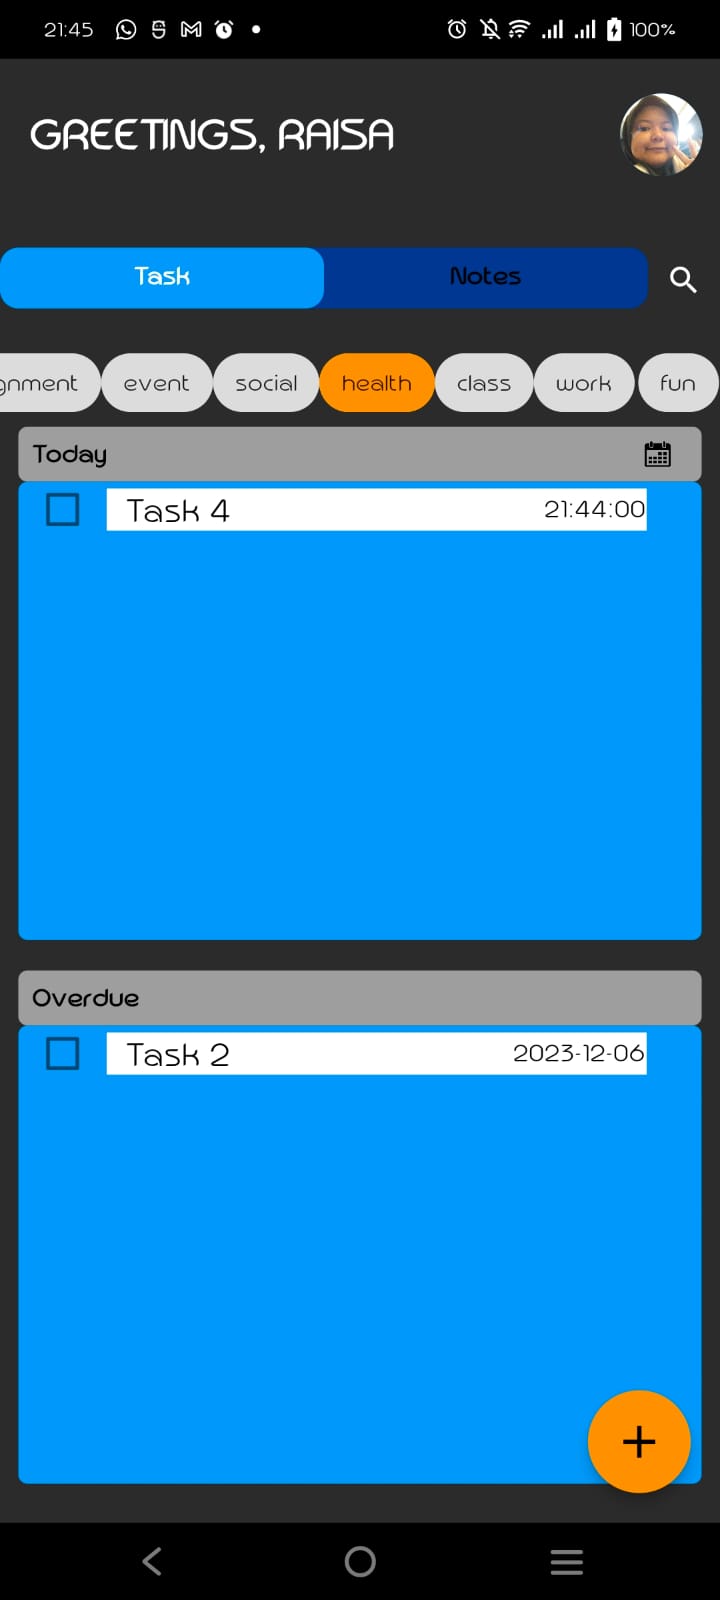 21:45 100%
GREETINGS, RAISA
Task Notes
gnment event social health class work fun
Today
Task 4 21:44:00
Overdue
Task 2 2023-12-06